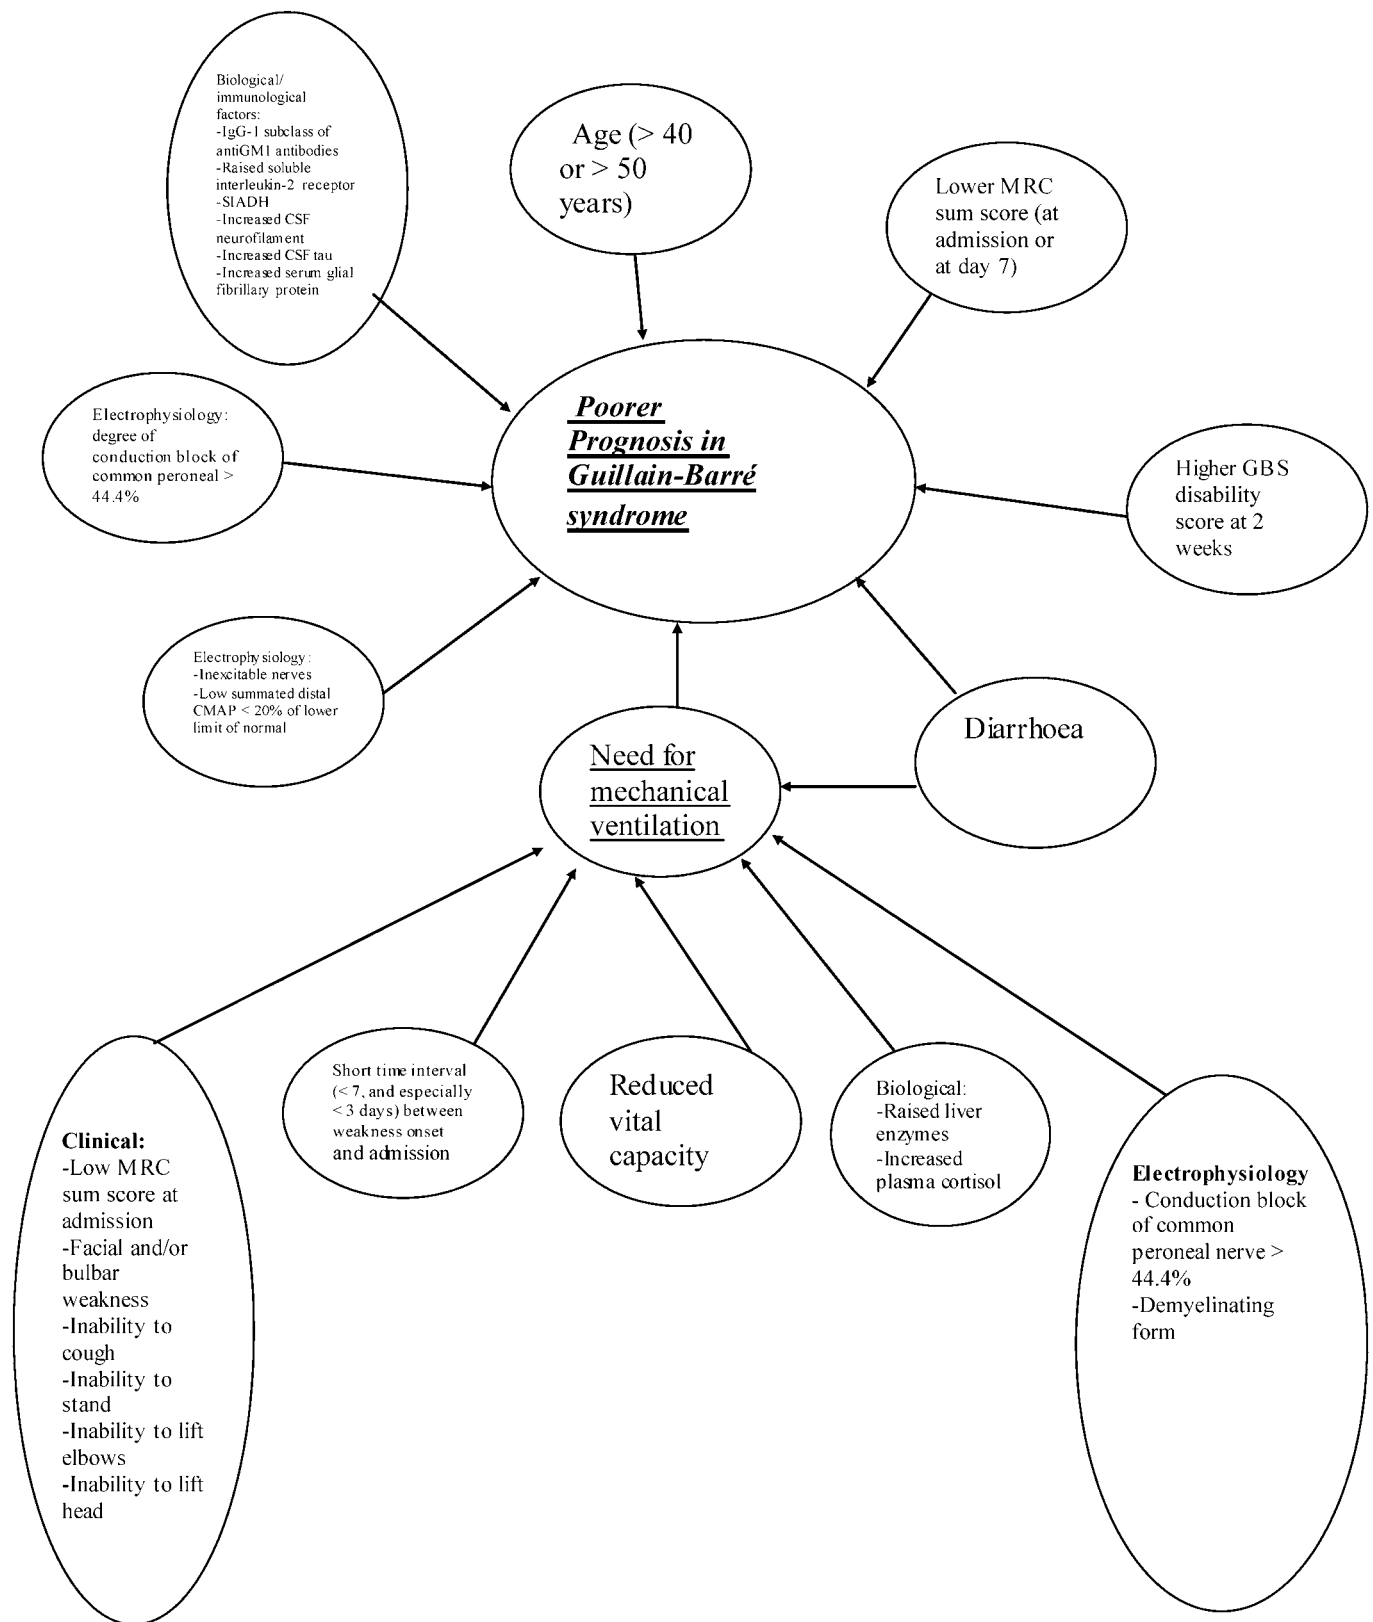 Biological/
immunological
factors:
-IgG-1 subclass of
antiGM1 antibodies
-Raised soluble
interleukin-2 receptor
-SIADH
-Increased CSF
neurofilament
-Increased CSF tau
-Increased serum glial
fibrillary protein
Age (> 40
or > 50
years)
Lower MRC
sum score (at
admission or
at day 7)
Electrophysiology:
degree of
conduction block of
common peroneal >
44.4%
Poorer
Prognosis in
Guillain-Barré
syndrome
Higher GBS
disability
score at 2
weeks
Electrophysiology:
-Inexcitable nerves
-Low summated distal
CMAP < 20% of lower
limit of normal
Need for
mechanical
ventilation
Diarrhoea
Clinical:
-Low MRC
sum score at
admission
-Facial and/or
bulbar
weakness
-Inability to
cough
-Inability to
stand
-Inability to lift
elbows
-Inability to lift
head
Short time interval
(< 7, and especially
< 3 days) between
weakness onset
and admission
Reduced
vital
capacity
Biological:
-Raised liver
enzymes
-Increased
plasma cortisol
Electrophysiology
- Conduction block
of common
peroneal nerve >
44.4%
-Demyelinating
form